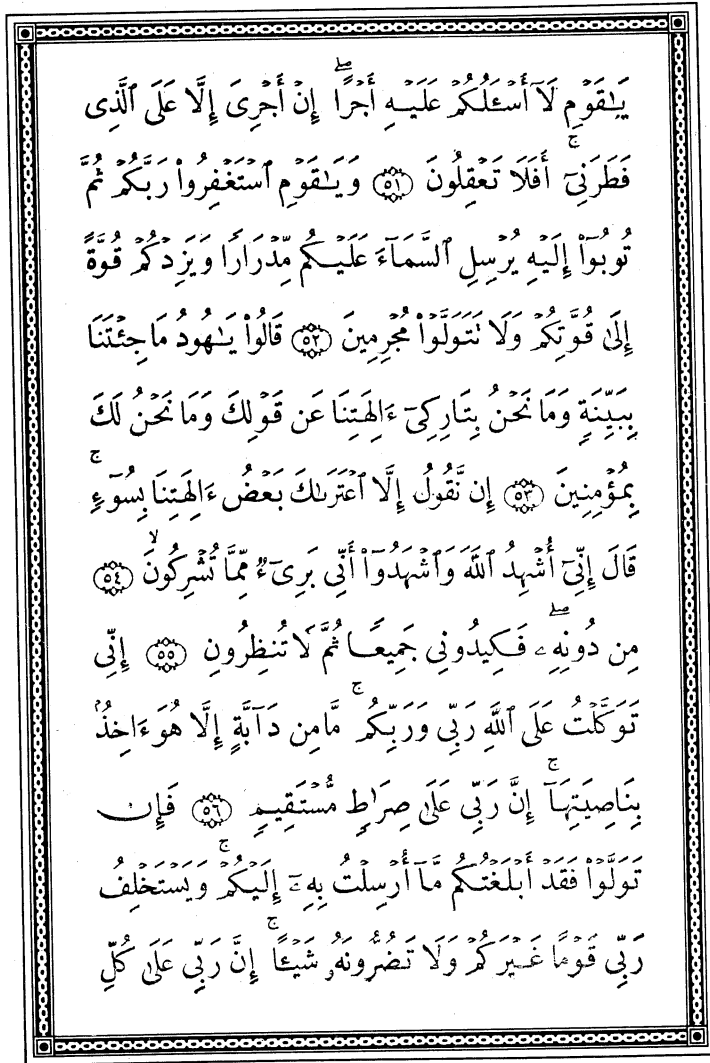 يَـٰقَوْمِ لَآ أَسْـَٔلُكُمْ عَلَيْهِ أَجْرًا ۖ إِنْ أَجْرِىَ إِلَّا عَلَى ٱلَّذِى
فَطَرَنِىٓ ۚ أَفَلَا تَعْقِلُونَ ٥١ وَيَـٰقَوْمِ ٱسْتَغْفِرُوا۟ رَبَّكُمْ ثُمَّ
تُوبُوٓا۟ إِلَيْهِ يُرْسِلِ ٱلسَّمَآءَ عَلَيْكُم مِّدْرَارًا وَيَزِدْكُمْ قُوَّةً
إِلَىٰ قُوَّتِكُمْ وَلَا تَتَوَلَّوْا۟ مُجْرِمِينَ ٥٢ قَالُوا۟ يَـٰهُودُ مَا جِئْتَنَا
بِبَيِّنَةٍ وَمَا نَحْنُ بِتَارِكِىٓ ءَالِهَتِنَا عَن قَوْلِكَ وَمَا نَحْنُ لَكَ
بِمُؤْمِنِينَ ٥٣ إِن نَّقُولُ إِلَّا ٱعْتَرَىٰكَ بَعْضُ ءَالِهَتِنَا بِسُوٓءٍ ۗ
قَالَ إِنِّىٓ أُشْهِدُ ٱللَّهَ وَٱشْهَدُوٓا۟ أَنِّى بَرِىٓءٌ مِّمَّا تُشْرِكُونَ ۙ ٥٤
مِن دُونِهِۦ ۖ فَكِيدُونِى جَمِيعًا ثُمَّ لَا تُنظِرُونِ ٥٥ إِنِّى
تَوَكَّلْتُ عَلَى ٱللَّهِ رَبِّى وَرَبِّكُم ۚ مَّا مِن دَآبَّةٍ إِلَّا هُوَ ءَاخِذٌۢ
بِنَاصِيَتِهَآ ۚ إِنَّ رَبِّى عَلَىٰ صِرَٰطٍ مُّسْتَقِيمٍ ٥٦ فَإِن
تَوَلَّوْا۟ فَقَدْ أَبْلَغْتُكُم مَّآ أُرْسِلْتُ بِهِۦٓ إِلَيْكُمْ ۚ وَيَسْتَخْلِفُ
رَبِّى قَوْمًا غَيْرَكُمْ وَلَا تَضُرُّونَهُۥ شَيْـًٔا ۚ إِنَّ رَبِّى عَلَىٰ كُلِّ